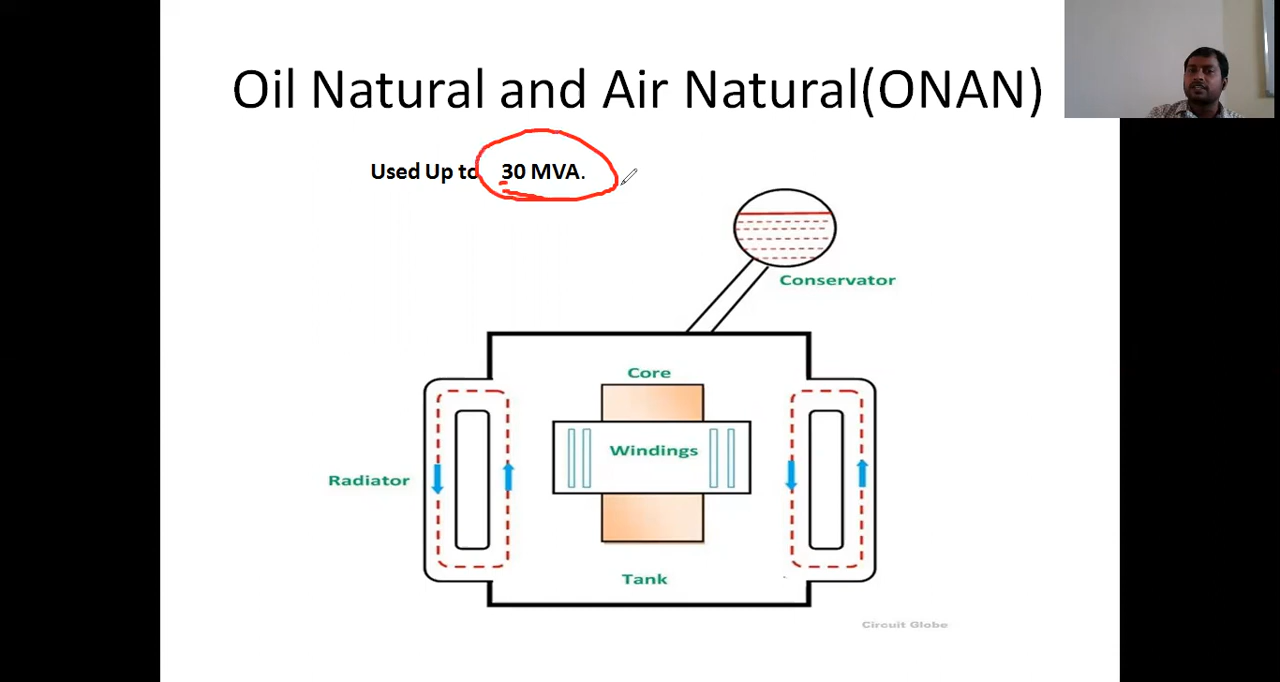 Oil Natural and Air Natural(ONAN)
Used Up to 30 MVA.
Conservator
Core
Windings
Radiator
Tank
Circuit Globe